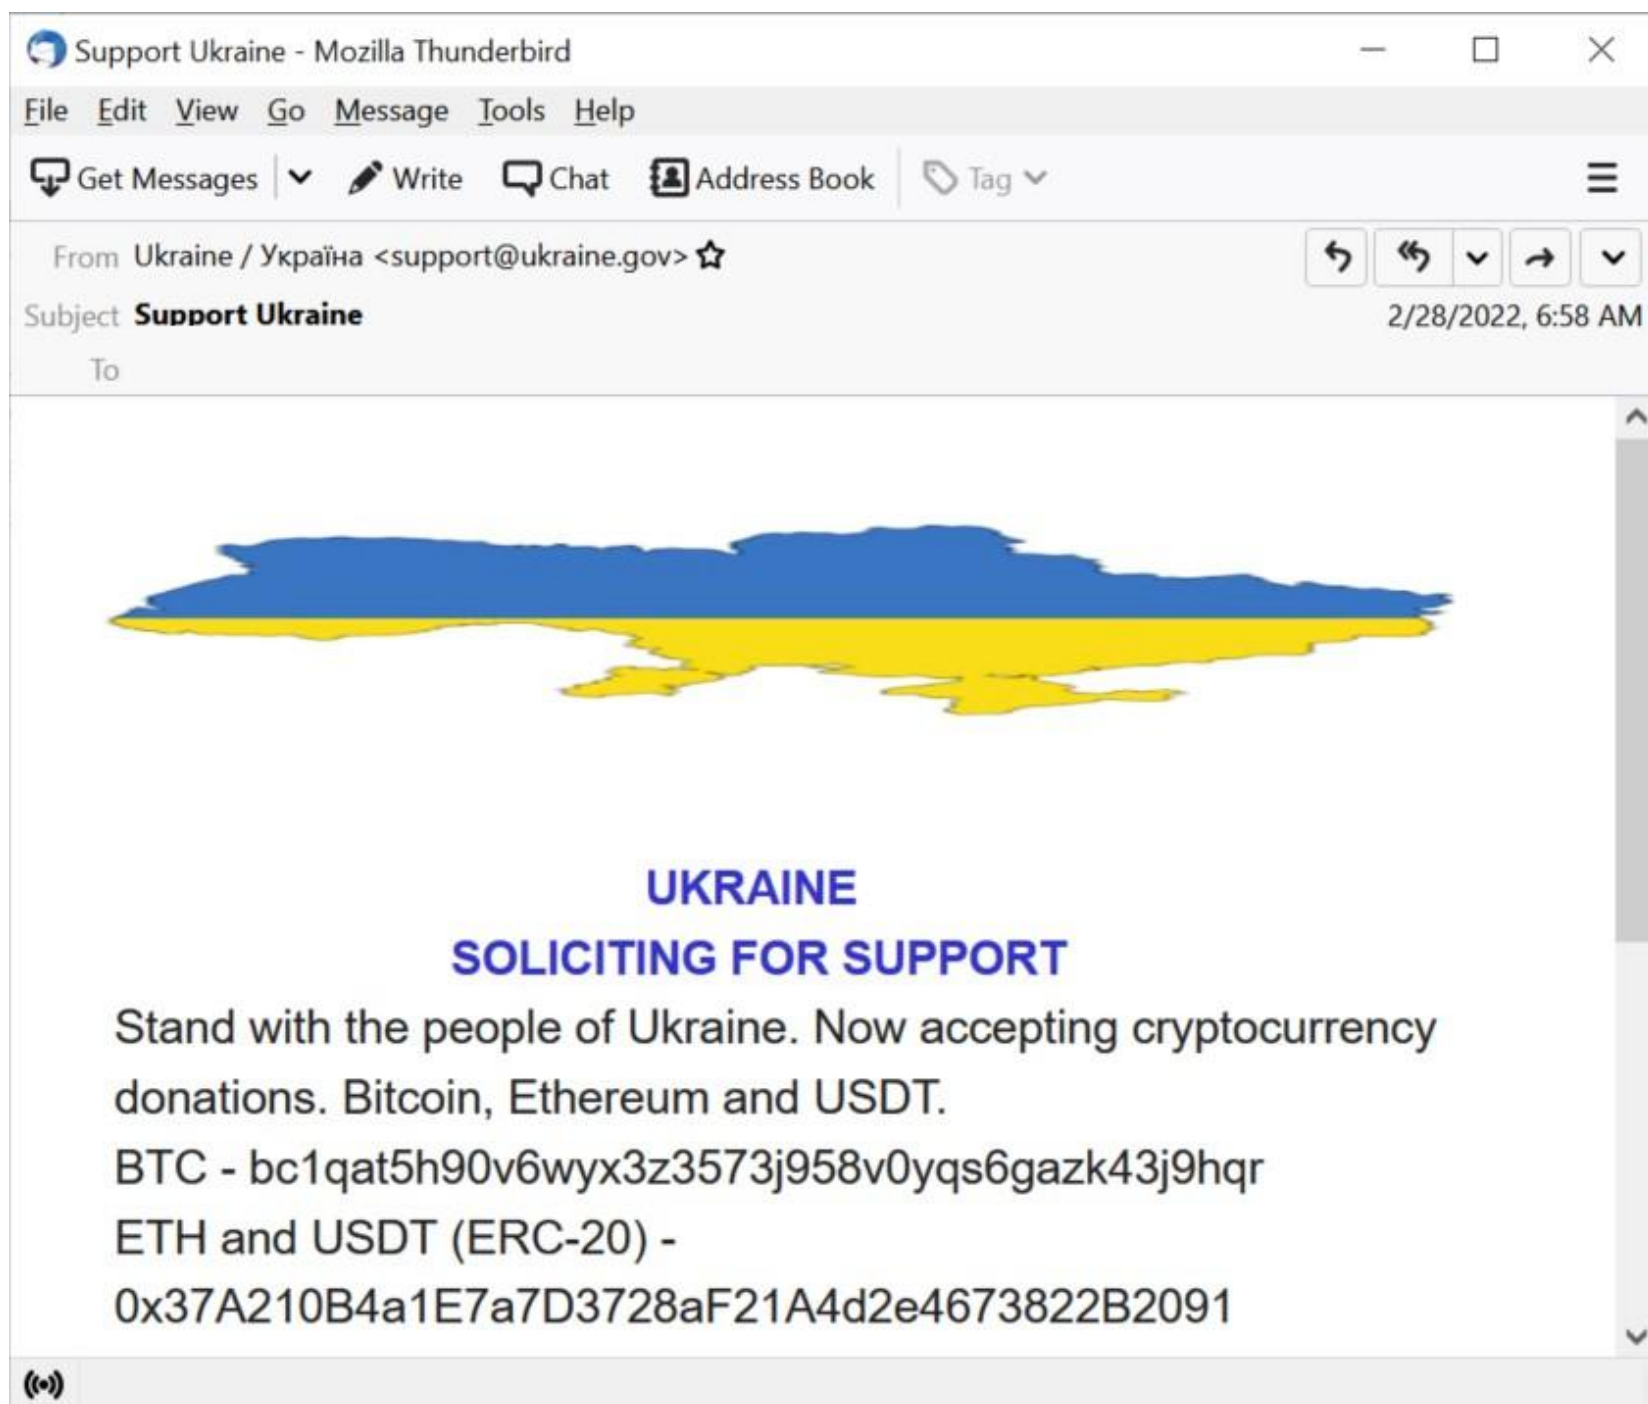 Support Ukraine - Mozilla Thunderbird
File Edit View Go Message Tools Help
Get Messages Write Chat Address Book Tag
From Ukraine / Україна <support@ukraine.gov>
Subject Support Ukraine 2/28/2022, 6:58 AM
To
UKRAINE
SOLICITING FOR SUPPORT
Stand with the people of Ukraine. Now accepting cryptocurrency
donations. Bitcoin, Ethereum and USDT.
BTC - bc1qat5h90v6wyx3z3573j958v0yqs6gazk43j9hqr
ETH and USDT (ERC-20) -
0x37A210B4a1E7a7D3728aF21A4d2e4673822B2091